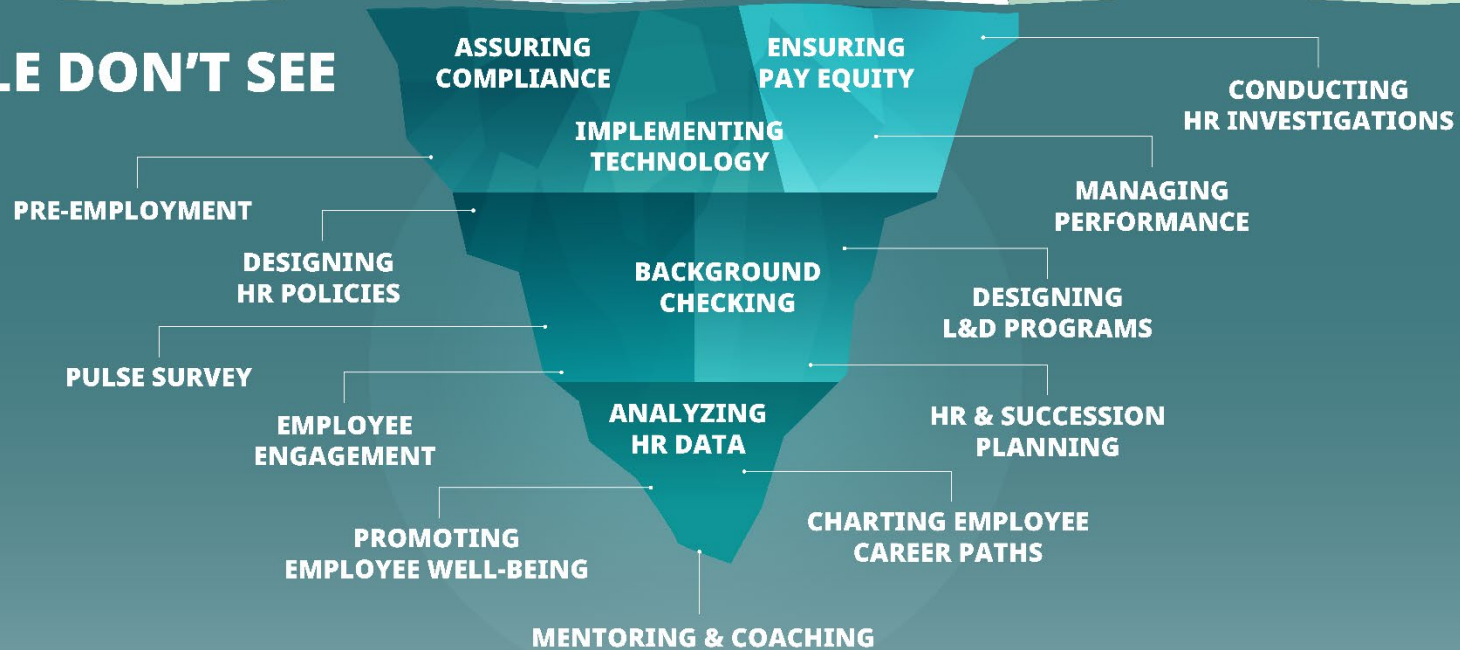 LE DON'T SEE
ASSURING
COMPLIANCE
ENSURING
PAY EQUITY
CONDUCTING
HR INVESTIGATIONS
IMPLEMENTING
TECHNOLOGY
MANAGING
PERFORMANCE
PRE-EMPLOYMENT
DESIGNING
HR POLICIES
BACKGROUND
CHECKING
DESIGNING
L&D PROGRAMS
PULSE SURVEY
EMPLOYEE
ENGAGEMENT
ANALYZING
HR DATA
HR & SUCCESSION
PLANNING
PROMOTING
EMPLOYEE WELL-BEING
CHARTING EMPLOYEE
CAREER PATHS
MENTORING & COACHING